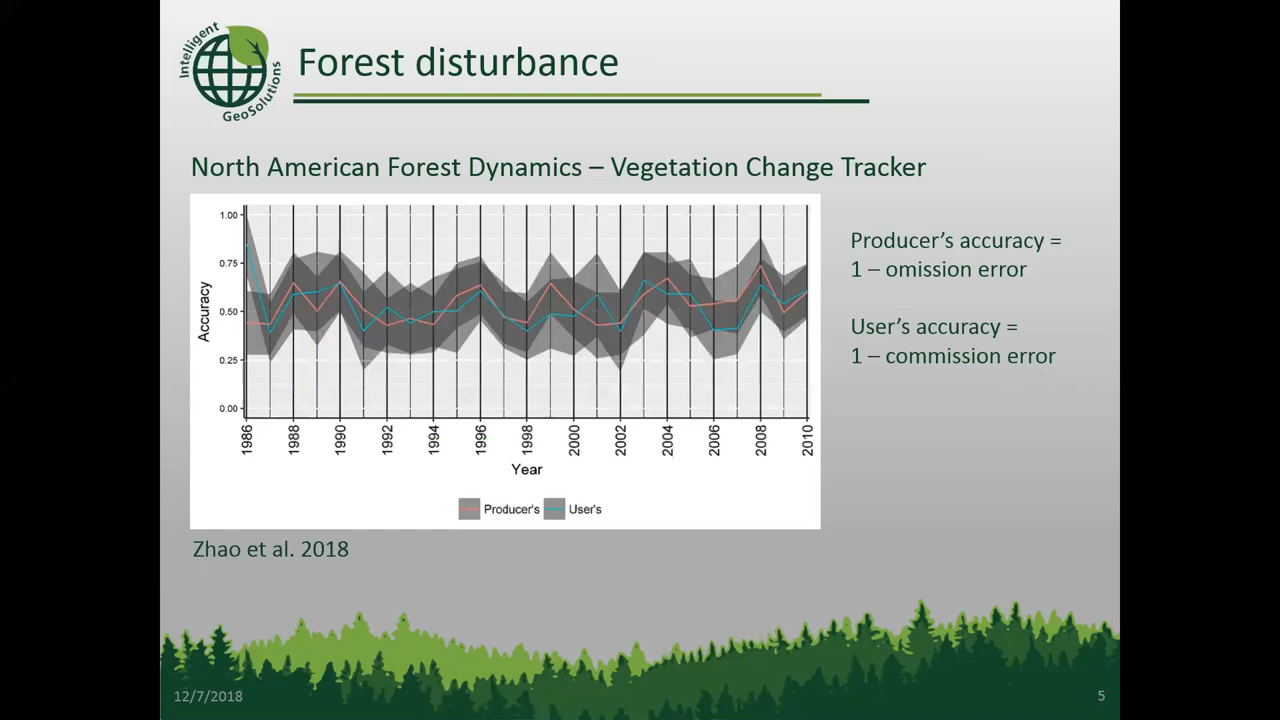 Intelligent
GeoSolutions
Forest disturbance
North American Forest Dynamics – Vegetation Change Tracker
1.00
0.75
0.50
0.25
0.00
Accuracy
1986
1988
1990
1992
1994
1996
1998
2000
2002
2004
2006
2008
2010
Year
Producer's
User's
Producer’s accuracy =
1 – omission error
User’s accuracy =
1 – commission error
Zhao et al. 2018
12/7/2018
5